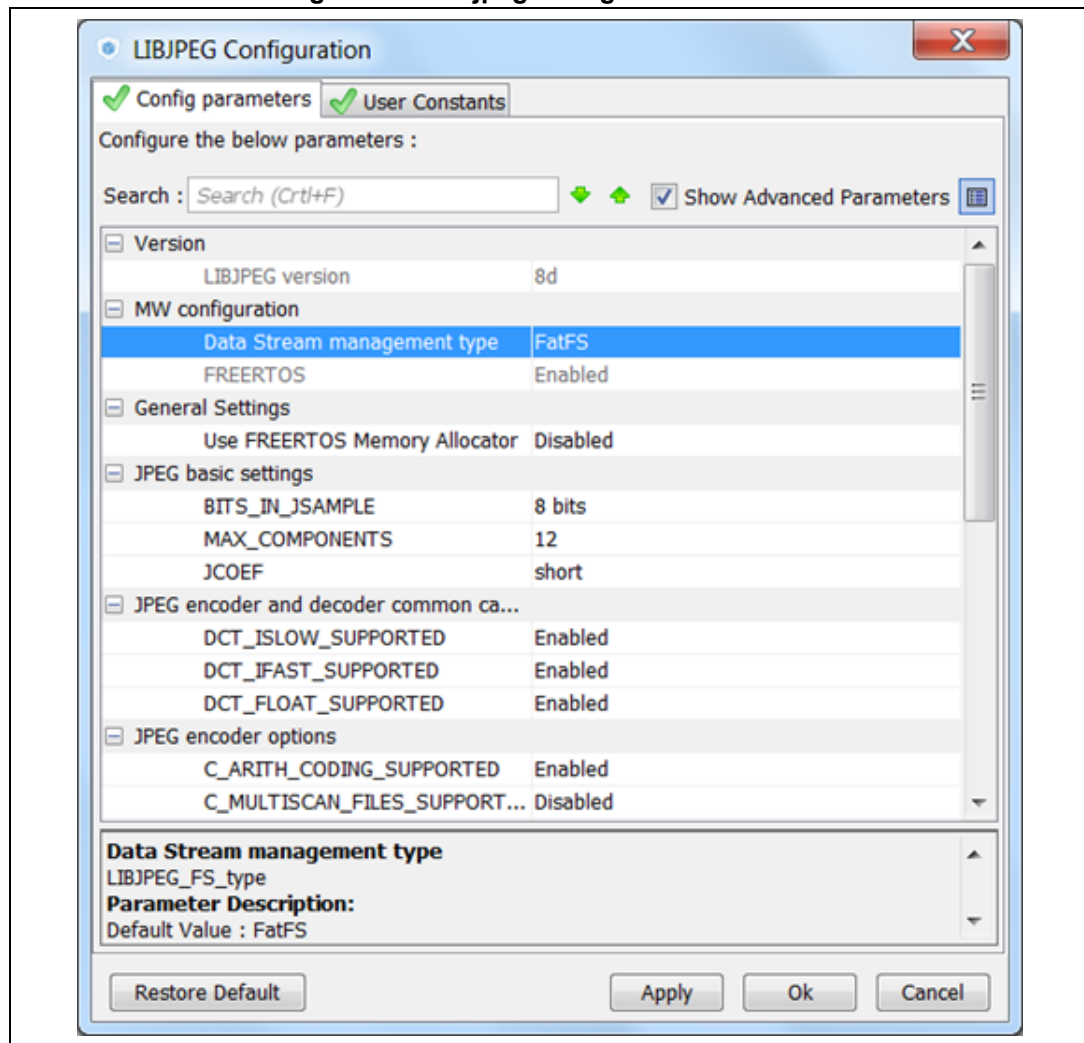 LIBJPEG Configuration
Config parameters User Constants
Configure the below parameters :
Search : Search (Crtl+F) Show Advanced Parameters
Version
LIBJPEG version 8d
MW configuration
Data Stream management type FatFS
FREERTOS Enabled
General Settings
Use FREERTOS Memory Allocator Disabled
JPEG basic settings
BITS_IN_JSAMPLE 8 bits
MAX_COMPONENTS 12
JCOEF short
JPEG encoder and decoder common ca...
DCT_ISLOW_SUPPORTED Enabled
DCT_IFAST_SUPPORTED Enabled
DCT_FLOAT_SUPPORTED Enabled
JPEG encoder options
C_ARITH_CODING_SUPPORTED Enabled
C_MULTISCAN_FILES_SUPPORT... Disabled
Data Stream management type
LIBJPEG_FS_type
Parameter Description:
Default Value : FatFS
Restore Default Apply Ok Cancel